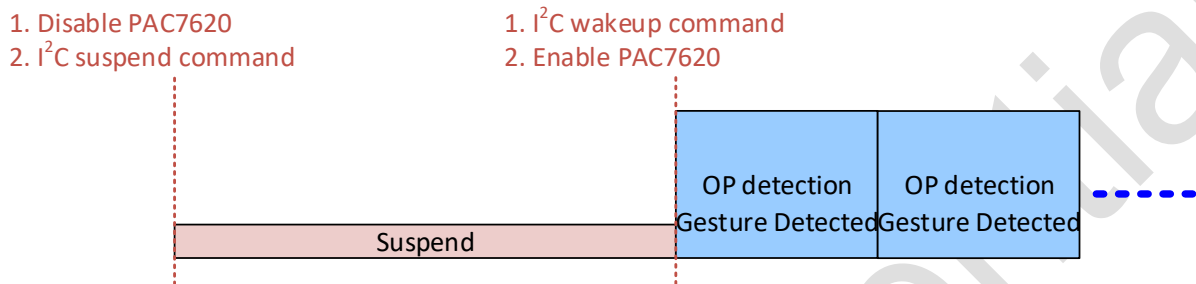 1. Disable PAC7620
2. I²C suspend command
1. I²C wakeup command
2. Enable PAC7620
Suspend
OP detection
Gesture Detected
OP detection
Gesture Detected